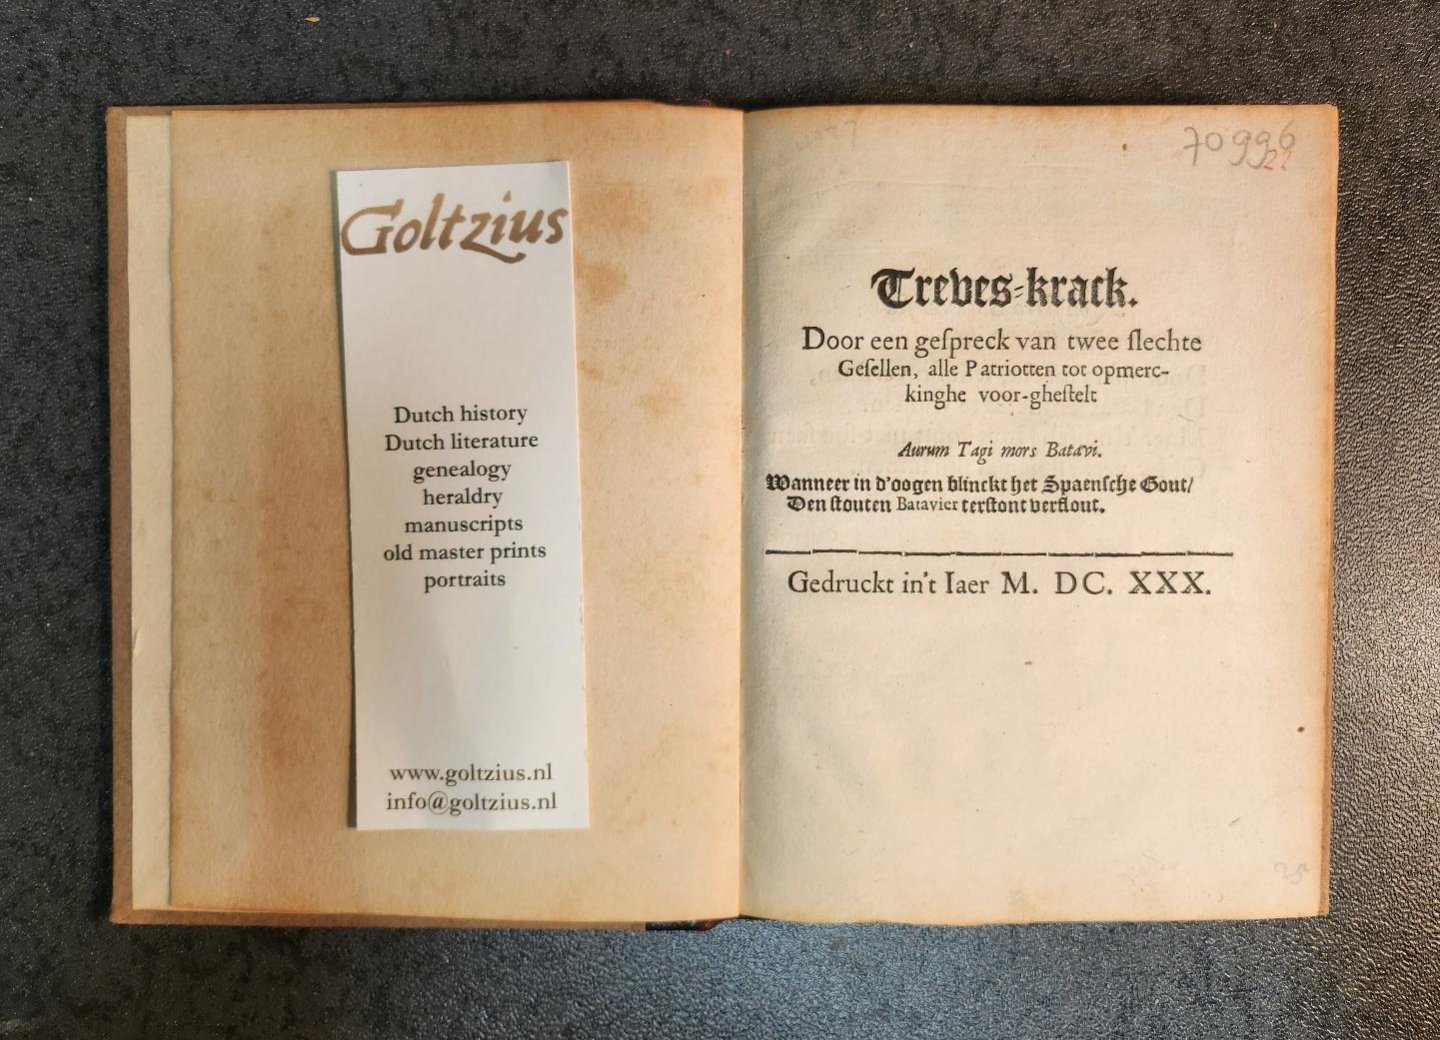 Goltzius
Dutch history
Dutch literature
genealogy
heraldry
manuscripts
old master prints
portraits
www.goltzius.nl
info@goltzius.nl
70996
22
Treves-krack.
Door een geſpreck van twee ſlechte
Geſellen, alle Patriotten tot opmerc-
kinghe voor-gheſtelt
Aurum Tagi mors Batavi.
Wanneer in d'oogen blinckt het Spaenſche Gout/
Den ſtouten Batavier terſtont verflout.
Gedruckt in't Iaer M. DC. XXX.